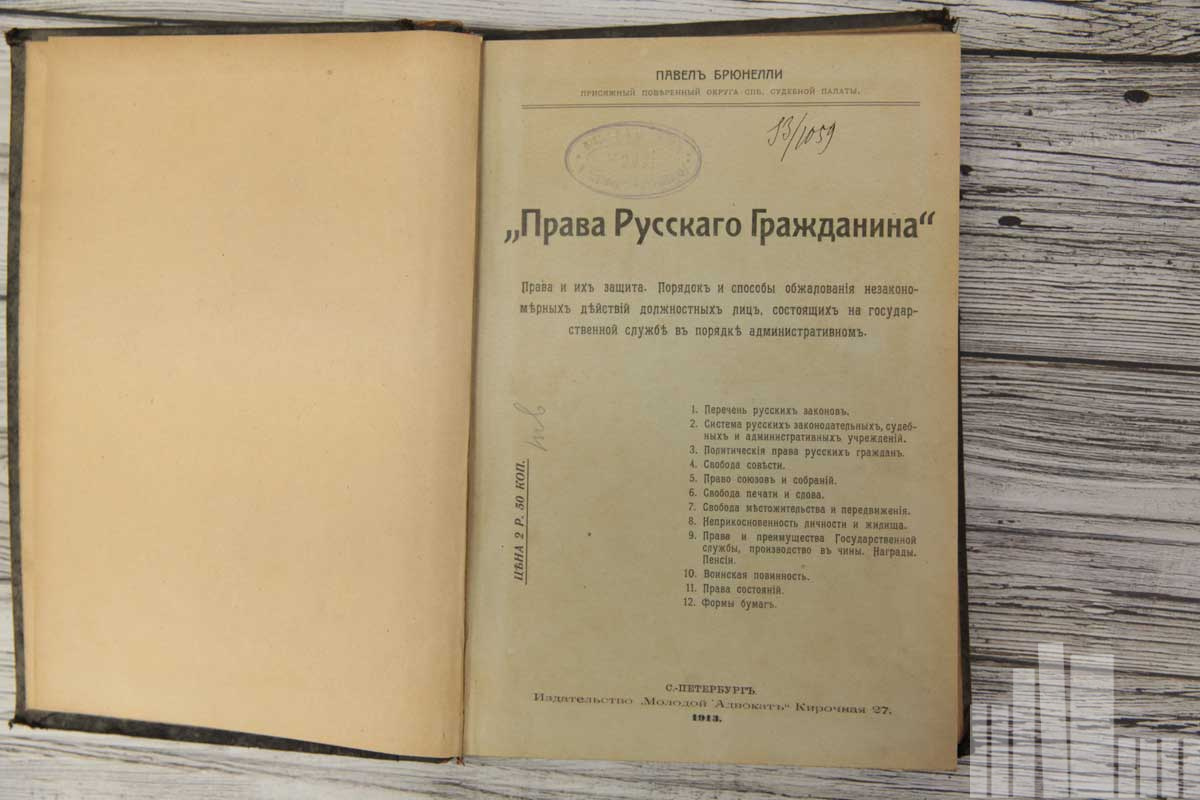 ПАВЕЛЪ БРЮНЕЛЛИ
ПРИСЯЖНЫЙ ПОВѢРЕННЫЙ ОКРУГА СПБ. СУДЕБНОЙ ПАЛАТЫ.
53/1059
„Права Русскаго Гражданина“
Права и ихъ защита. Порядокъ и способы обжалованія незаконо-
мѣрныхъ дѣйствій должностныхъ лицъ, состоящихъ на государ-
ственной службѣ въ порядкѣ административномъ.
1. Перечень русскихъ законовъ.
2. Система русскихъ законодательныхъ, судеб-
ныхъ и административныхъ учрежденій.
3. Политическія права русскихъ гражданъ.
4. Свобода совѣсти.
5. Право союзовъ и собраній.
6. Свобода печати и слова.
7. Свобода мѣстожительства и передвиженія.
8. Неприкосновенность личности и жилища.
9. Права и преимущества Государственной
службы, производство въ чины. Награды.
Пенсіи.
10. Воинская повинность.
11. Права состояній.
12. Формы бумагъ.
ЦѢНА 2 Р. 50 КОП.
С.-ПЕТЕРБУРГЪ.
Издательство „Молодой Адвокатъ“ Кирочная 27.
1913.